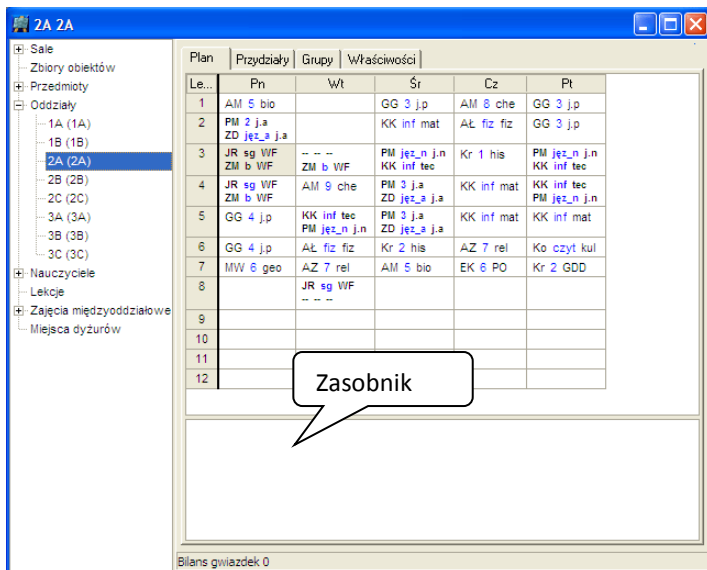 2A 2A
Sale
Zbiory obiektów
Przedmioty
Oddziały
1A (1A)
1B (1B)
2A (2A)
2B (2B)
2C (2C)
3A (3A)
3B (3B)
3C (3C)
Nauczyciele
Lekcje
Zajęcia międzyoddziałowe
Miejsca dyżurów
Plan Przydziały Grupy Właściwości
Le... Pn Wt Śr Cz Pt
1 AM 5 bio GG 3 j.p AM 8 che GG 3 j.p
2 PM 2 j.a KK inf mat AŁ fiz fiz GG 3 j.p
ZD jęz_a j.a
3 JR sg WF -- -- -- PM jęz_n j.n Kr 1 his PM jęz_n j.n
ZM b WF ZM b WF KK inf tec KK inf tec
4 JR sg WF AM 9 che PM 3 j.a KK inf mat KK inf tec
ZM b WF ZD jęz_a j.a PM jęz_n j.n
5 GG 4 j.p KK inf tec PM 3 j.a KK inf mat KK inf mat
PM jęz_n j.n ZD jęz_a j.a
6 GG 4 j.p AŁ fiz fiz Kr 2 his AZ 7 rel Ko czyt kul
7 MW 6 geo AZ 7 rel AM 5 bio EK 6 PO Kr 2 GDD
8 JR sg WF
-- -- --
9
10
11
12
Zasobnik
Bilans gwiazdek 0